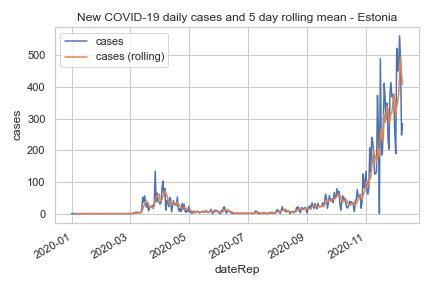 New COVID-19 daily cases and 5 day rolling mean - Estonia
cases
cases (rolling)
cases
500
400
300
200
100
0
2020-01
2020-03
2020-05
2020-07
2020-09
2020-11
dateRep